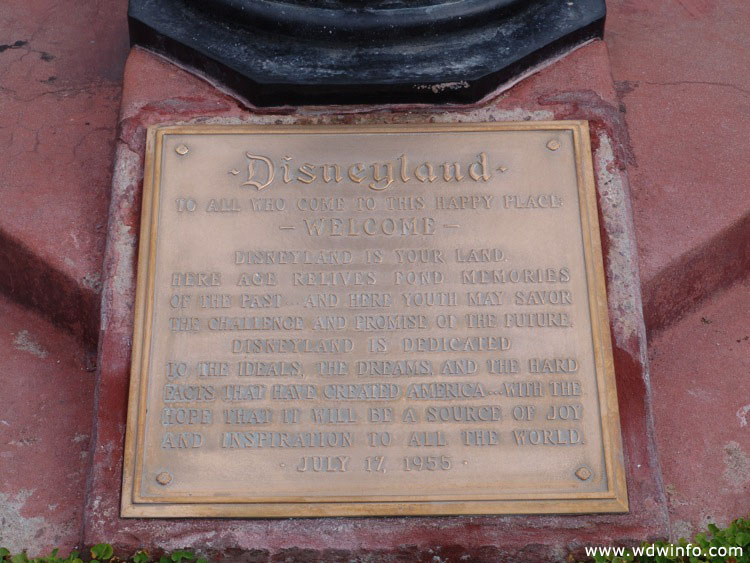 · Disneyland ·
TO ALL WHO COME TO THIS HAPPY PLACE:
– WELCOME –
DISNEYLAND IS YOUR LAND.
HERE AGE RELIVES FOND MEMORIES
OF THE PAST...AND HERE YOUTH MAY SAVOR
THE CHALLENGE AND PROMISE OF THE FUTURE.
DISNEYLAND IS DEDICATED
TO THE IDEALS, THE DREAMS, AND THE HARD
FACTS THAT HAVE CREATED AMERICA...WITH THE
HOPE THAT IT WILL BE A SOURCE OF JOY
AND INSPIRATION TO ALL THE WORLD.
· JULY 17, 1955 ·
www.wdwinfo.com